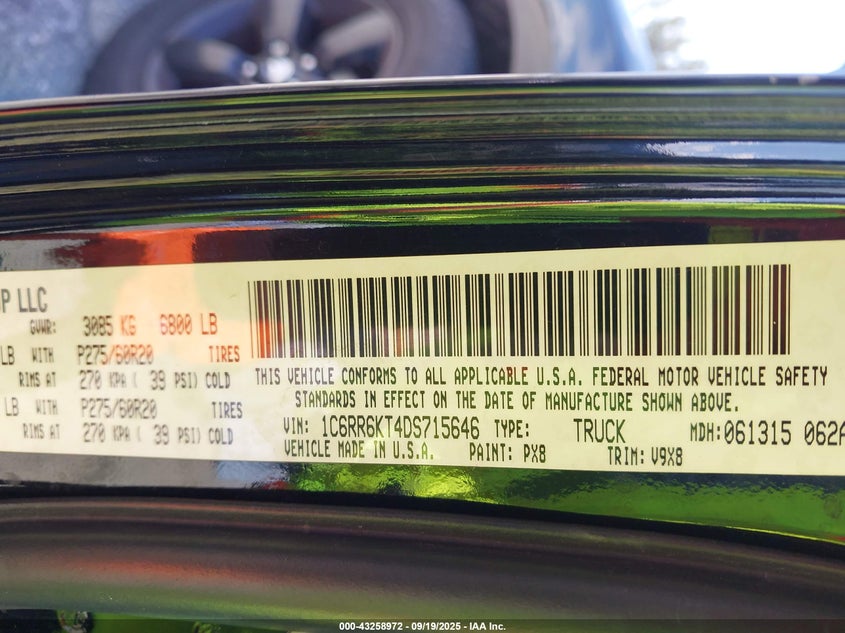 P LLC
GVWR: 3085 KG 6800 LB
LB WITH P275/60R20 TIRES
RIMS AT 270 KPA ( 39 PSI) COLD
LB WITH P275/60R20 TIRES
RIMS AT 270 KPA ( 39 PSI) COLD
THIS VEHICLE CONFORMS TO ALL APPLICABLE U.S.A. FEDERAL MOTOR VEHICLE SAFETY
STANDARDS IN EFFECT ON THE DATE OF MANUFACTURE SHOWN ABOVE.
VIN: 1C6RR6KT4DS715646 TYPE: TRUCK MDH: 061315 062A
VEHICLE MADE IN U.S.A. PAINT: PX8 TRIM: V9X8
000-43258972 - 09/19/2025 - IAA Inc.